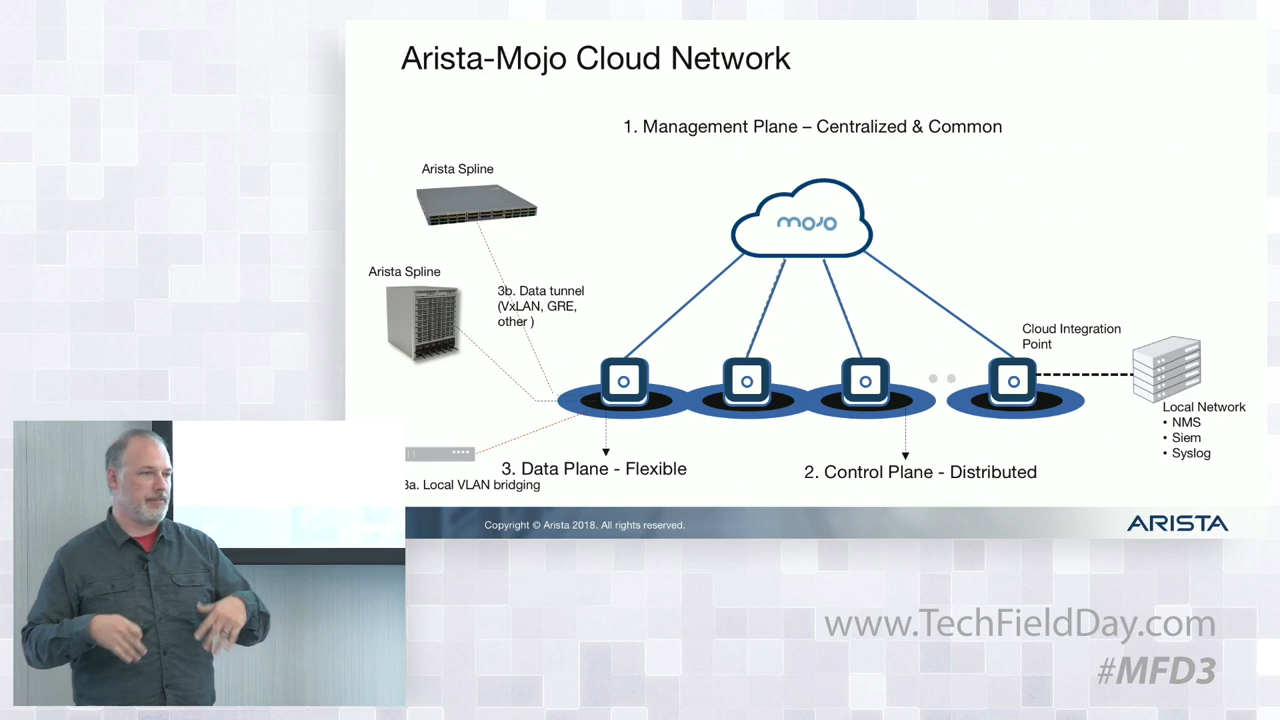 Arista-Mojo Cloud Network
1. Management Plane – Centralized & Common
Arista Spline
mojo
Arista Spline
3b. Data tunnel
(VxLAN, GRE,
other )
Cloud Integration
Point
Local Network
• NMS
• Siem
• Syslog
3. Data Plane - Flexible
2. Control Plane - Distributed
3a. Local VLAN bridging
Copyright © Arista 2018. All rights reserved.
ARISTA
www.TechFieldDay.com
#MFD3